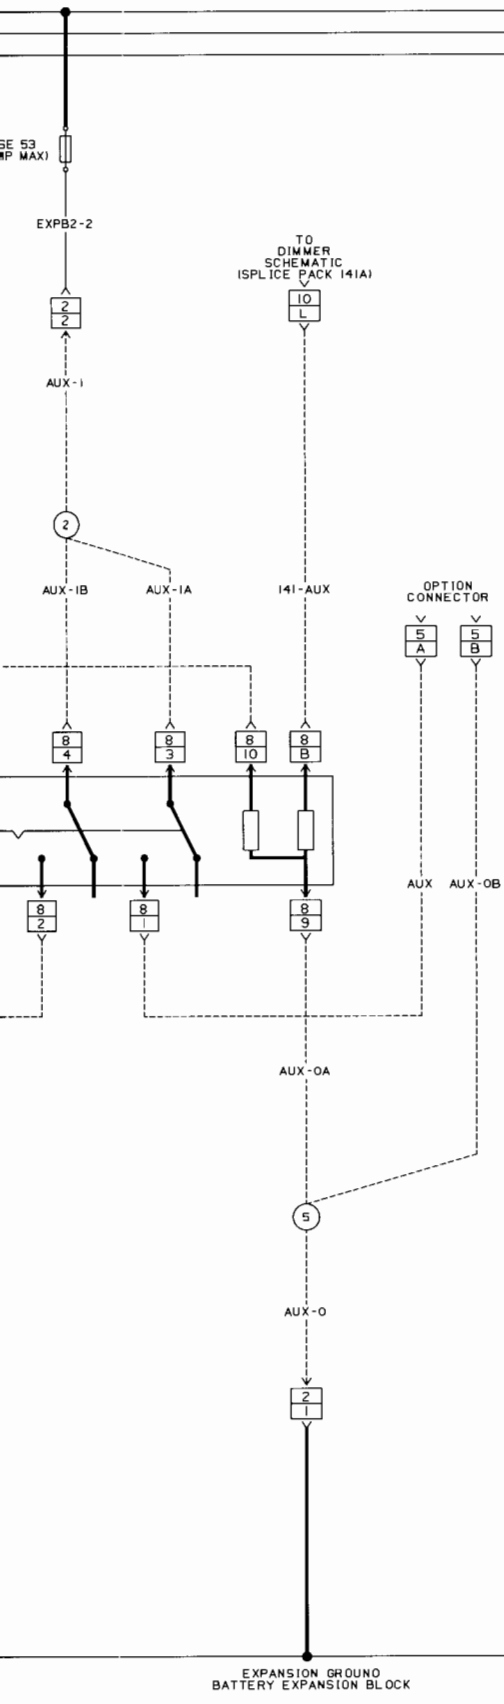 SE 53
MP MAX)
EXPB2-2
TO
DIMMER
SCHEMATIC
(SPLICE PACK 141A)
2
2
10
L
AUX-1
2
AUX-1B
AUX-1A
141-AUX
OPTION
CONNECTOR
5
A
5
B
8
4
8
3
8
10
8
B
AUX
AUX-0B
8
2
8
1
8
9
AUX-0A
5
AUX-0
2
1
EXPANSION GROUND
BATTERY EXPANSION BLOCK